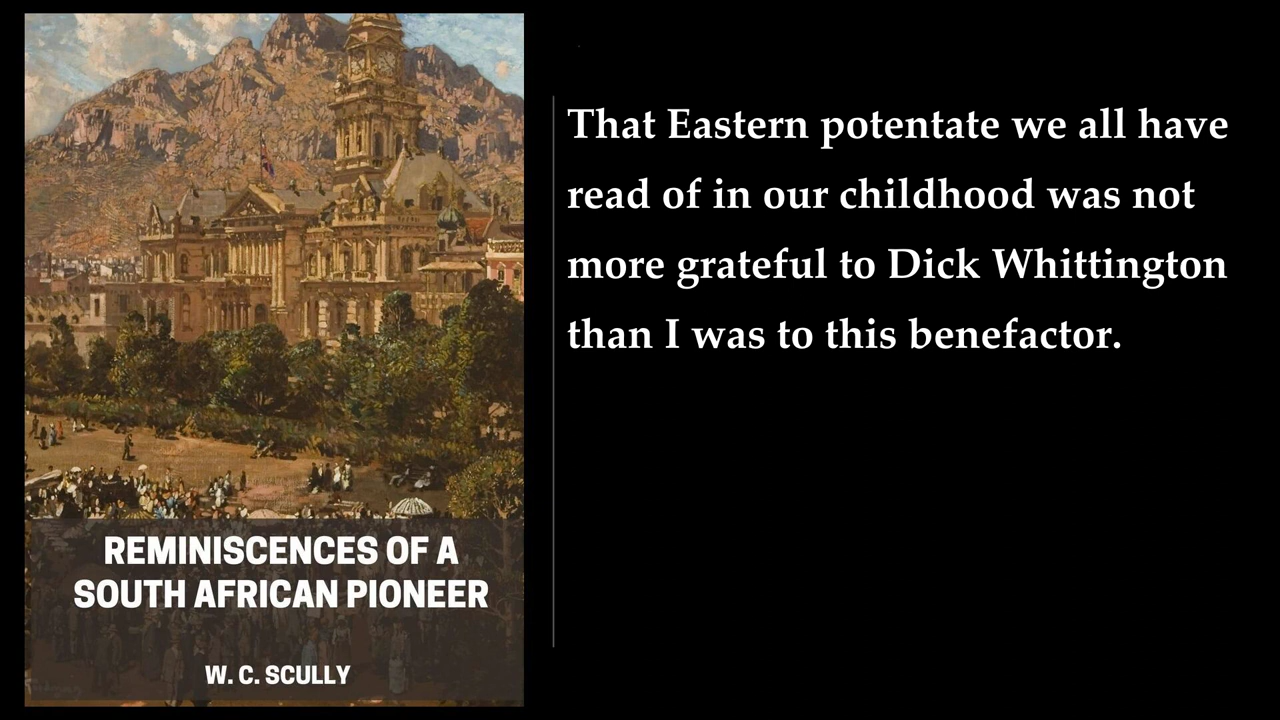 REMINISCENCES OF A
SOUTH AFRICAN PIONEER
W. C. SCULLY
That Eastern potentate we all have
read of in our childhood was not
more grateful to Dick Whittington
than I was to this benefactor.